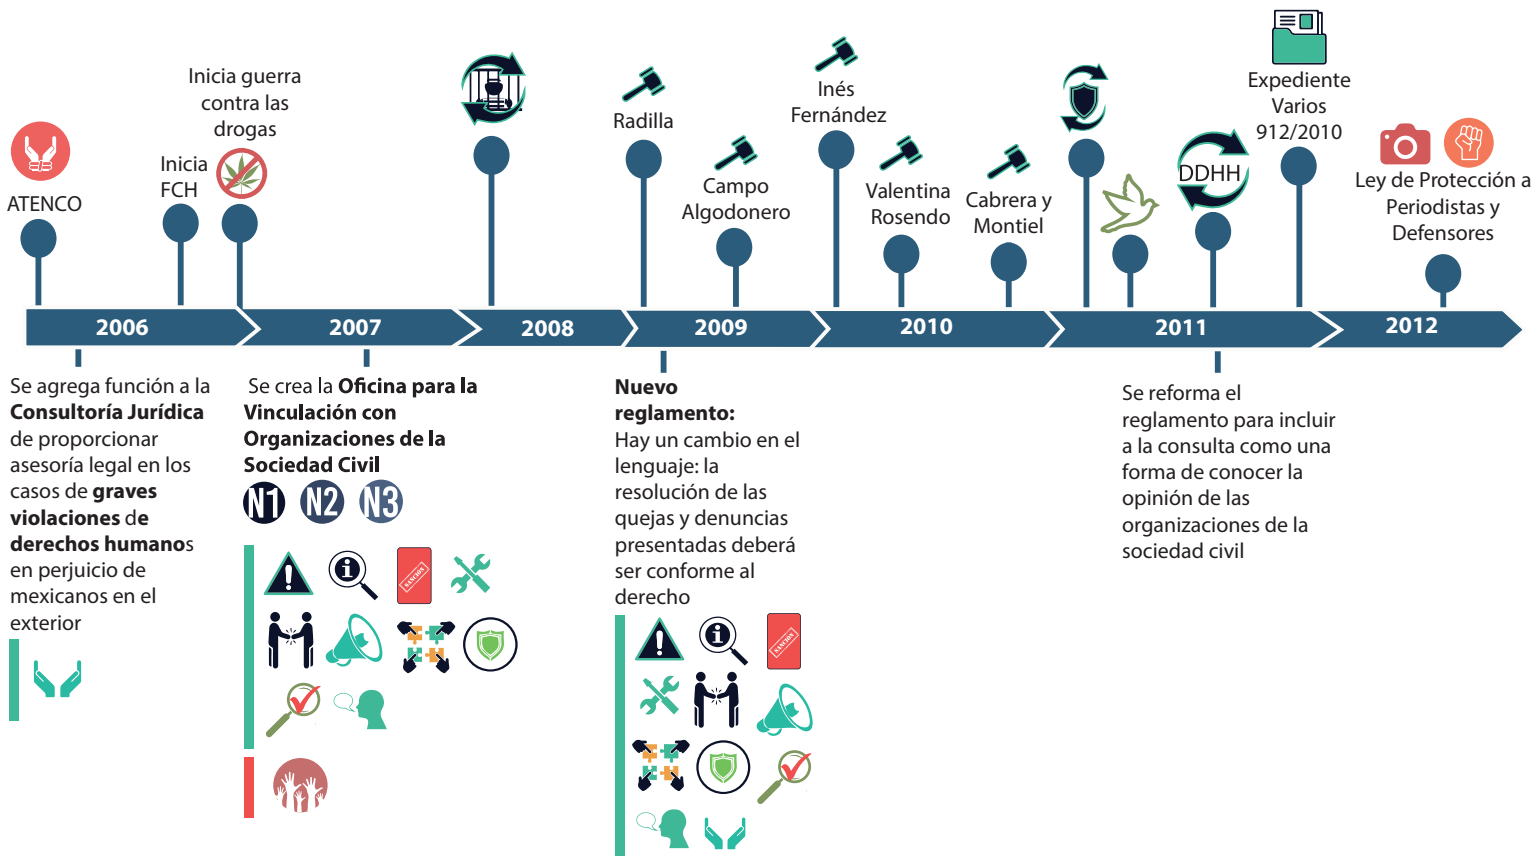 Inicia guerra
contra las
drogas
ATENCO
Inicia
FCH
Radilla
Campo
Algodonero
Inés
Fernández
Valentina
Rosendo
Cabrera y
Montiel
DDHH
Expediente
Varios
912/2010
Ley de Protección a
Periodistas y
Defensores
2006
2007
2008
2009
2010
2011
2012
Se agrega función a la
Consultoría Jurídica
de proporcionar
asesoría legal en los
casos de graves
violaciones de
derechos humanos
en perjuicio de
mexicanos en el
exterior
Se crea la Oficina para la
Vinculación con
Organizaciones de la
Sociedad Civil
N1 N2 N3
SANCIÓN
Nuevo
reglamento:
Hay un cambio en el
lenguaje: la
resolución de las
quejas y denuncias
presentadas deberá
ser conforme al
derecho
SANCIÓN
Se reforma el
reglamento para incluir
a la consulta como una
forma de conocer la
opinión de las
organizaciones de la
sociedad civil